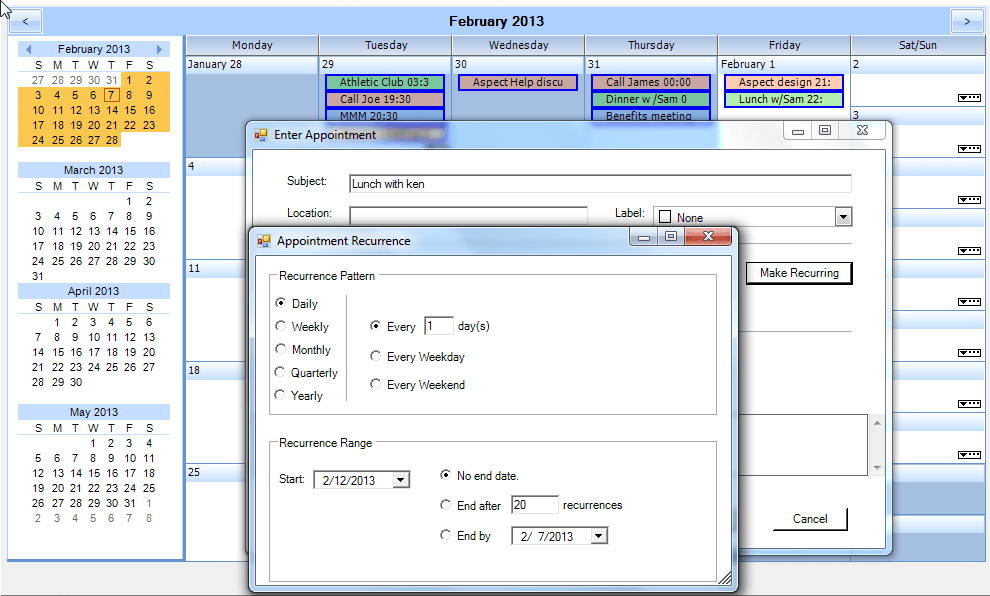 < February 2013 >
February 2013
S M T W T F S
27 28 29 30 31 1 2
3 4 5 6 7 8 9
10 11 12 13 14 15 16
17 18 19 20 21 22 23
24 25 26 27 28
March 2013
S M T W T F S
1 2
3 4 5 6 7 8 9
10 11 12 13 14 15 16
17 18 19 20 21 22 23
24 25 26 27 28 29 30
31
April 2013
S M T W T F S
1 2 3 4 5 6
7 8 9 10 11 12 13
14 15 16 17 18 19 20
21 22 23 24 25 26 27
28 29 30
May 2013
S M T W T F S
1 2 3 4
5 6 7 8 9 10 11
12 13 14 15 16 17 18
19 20 21 22 23 24 25
26 27 28 29 30 31 1
2 3 4 5 6 7 8
Monday Tuesday Wednesday Thursday Friday Sat/Sun
January 28 29 30 31 February 1 2
Athletic Club 03:3 Aspect Help discu Call James 00:00 Aspect design 21:
Call Joe 19:30 Dinner w /Sam 0 Lunch w/Sam 22:
MMM 20:30 Benefits meeting 3
4
11
18
25
Enter Appointment
Subject: Lunch with ken
Location: Label: None
Make Recurring
Cancel
Appointment Recurrence
Recurrence Pattern
Daily
Weekly
Monthly
Quarterly
Yearly
Every 1 day(s)
Every Weekday
Every Weekend
Recurrence Range
Start: 2/12/2013
No end date.
End after 20 recurrences
End by 2/ 7/2013